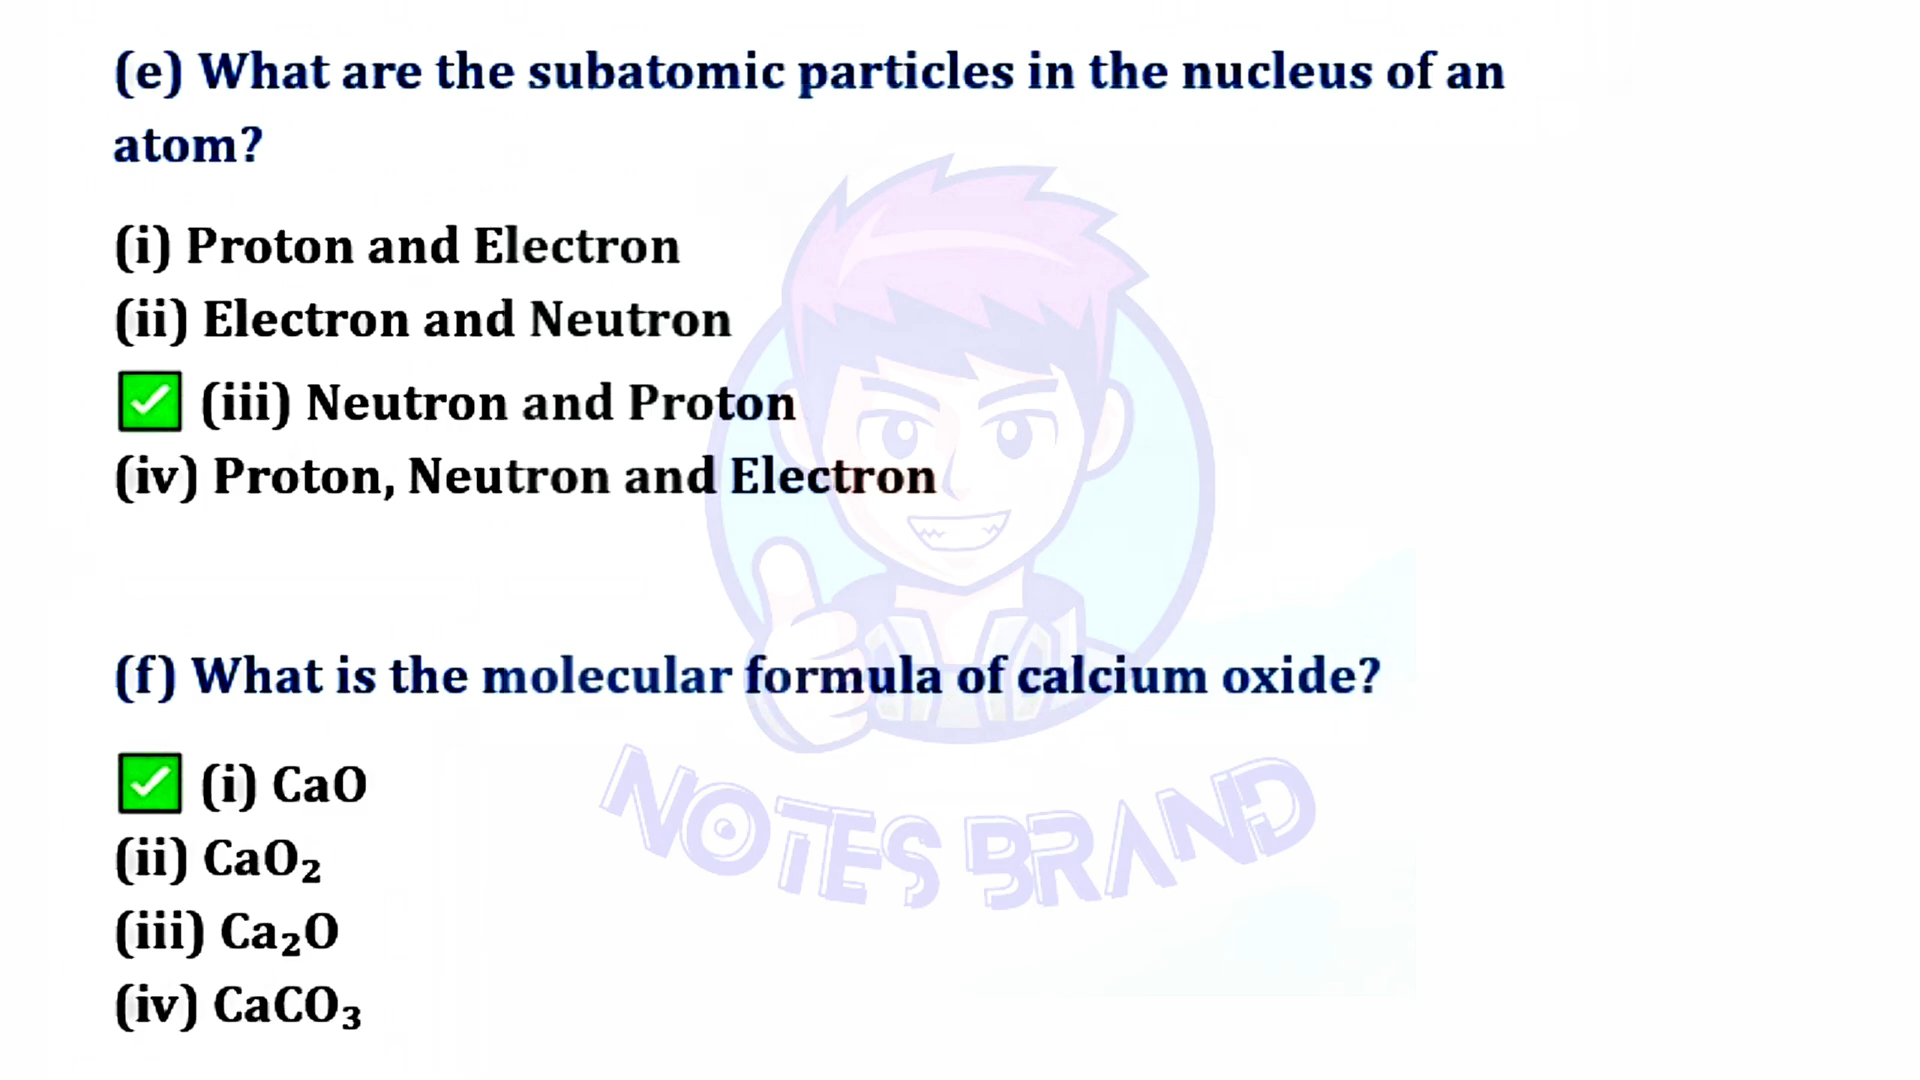 (e) What are the subatomic particles in the nucleus of an
atom?
(i) Proton and Electron
(ii) Electron and Neutron
✅ (iii) Neutron and Proton
(iv) Proton, Neutron and Electron
(f) What is the molecular formula of calcium oxide?
✅ (i) CaO
(ii) CaO₂
(iii) Ca₂O
(iv) CaCO₃
NOTES BRAND